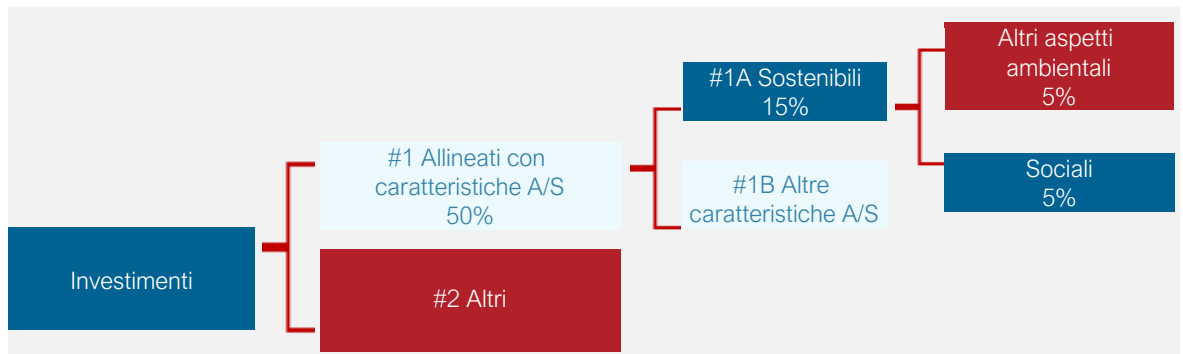 Investimenti
#1 Allineati con
caratteristiche A/S
50%
#2 Altri
#1A Sostenibili
15%
#1B Altre
caratteristiche A/S
Altri aspetti
ambientali
5%
Sociali
5%